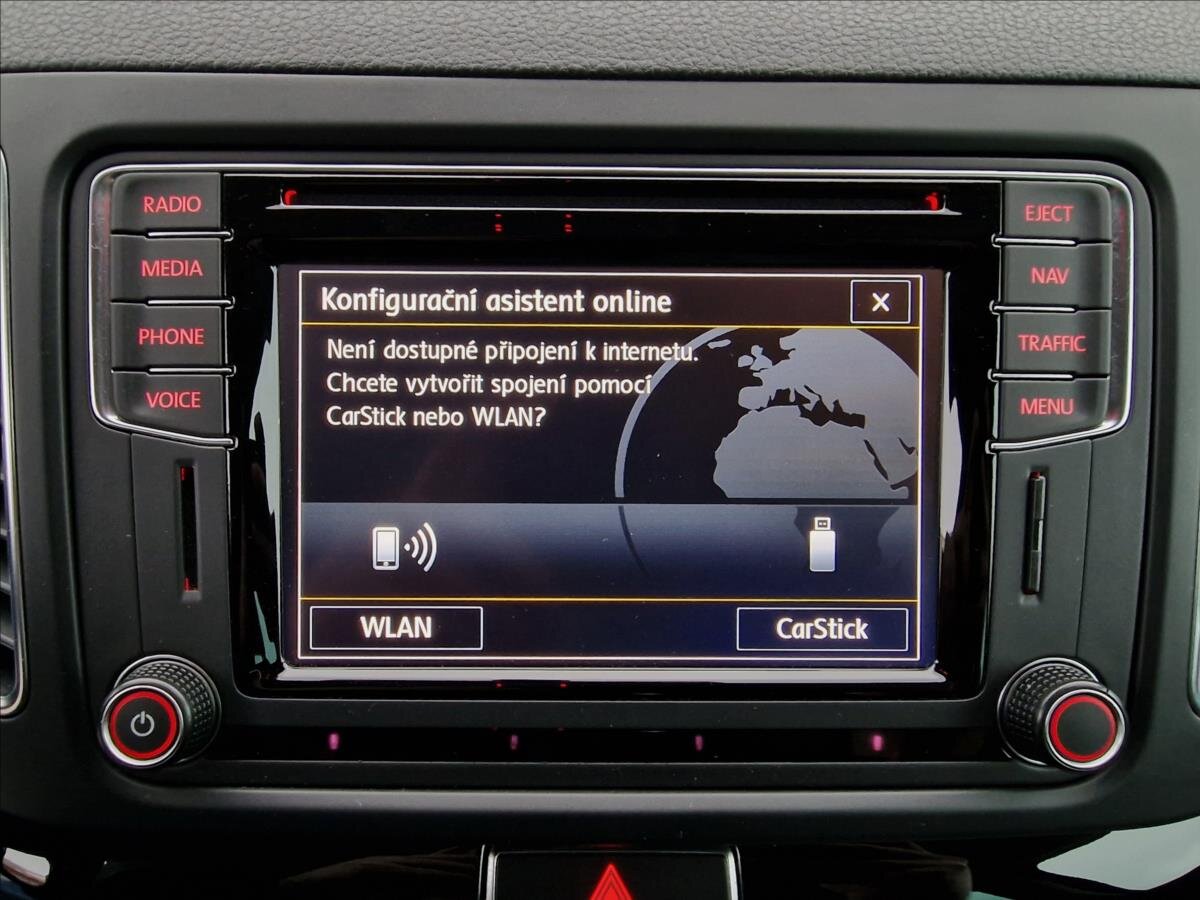 RADIO
MEDIA
PHONE
VOICE
EJECT
NAV
TRAFFIC
MENU
Konfigurační asistent online
Není dostupné připojení k internetu.
Chcete vytvořit spojení pomocí
CarStick nebo WLAN?
WLAN
CarStick